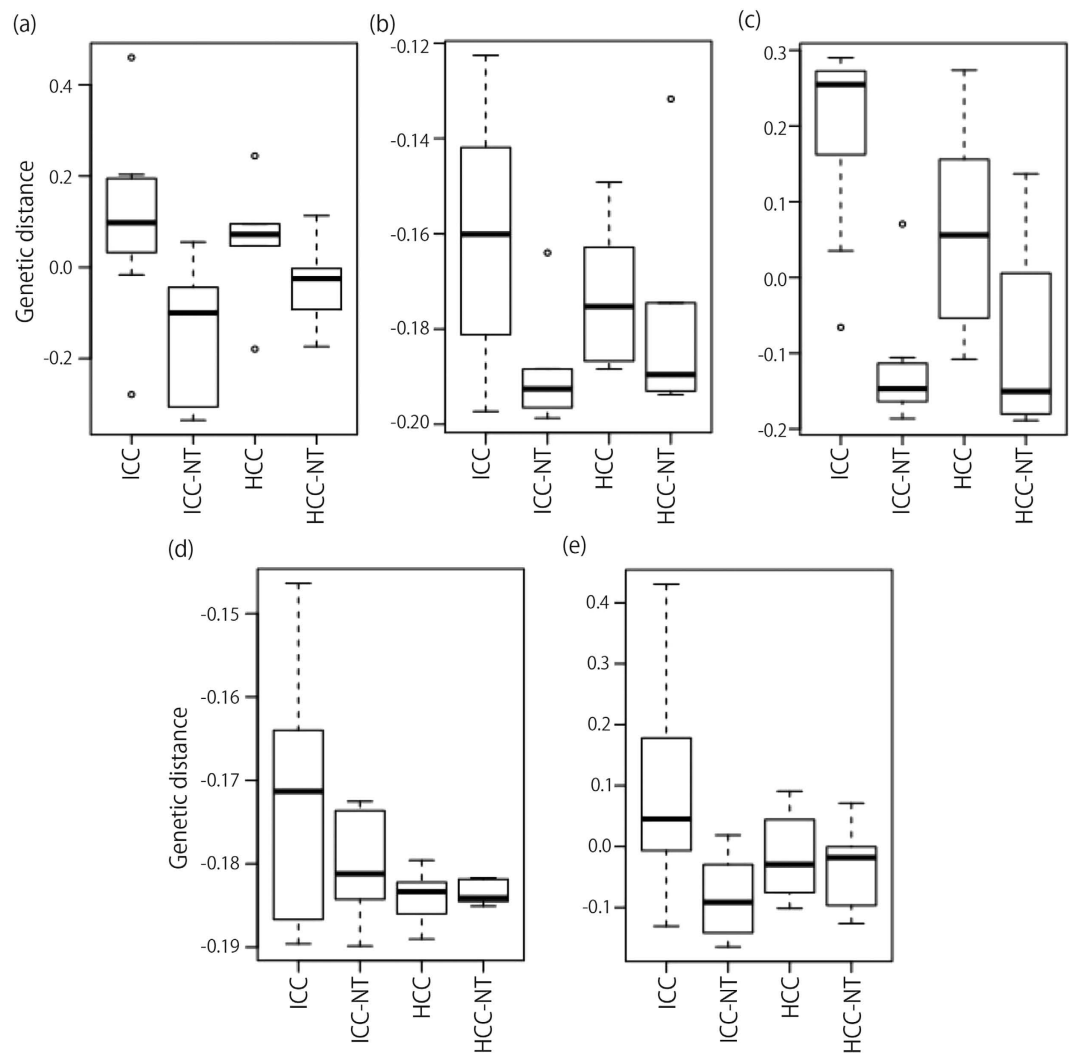 (a)
(b)
(c)
Genetic distance
0.4
0.2
0.0
-0.2
ICC
ICC-NT
HCC
HCC-NT
-0.12
-0.14
-0.16
-0.18
-0.20
ICC
ICC-NT
HCC
HCC-NT
0.3
0.2
0.1
0.0
-0.1
-0.2
ICC
ICC-NT
HCC
HCC-NT
(d)
(e)
Genetic distance
-0.15
-0.16
-0.17
-0.18
-0.19
ICC
ICC-NT
HCC
HCC-NT
0.4
0.3
0.2
0.1
0.0
-0.1
ICC
ICC-NT
HCC
HCC-NT